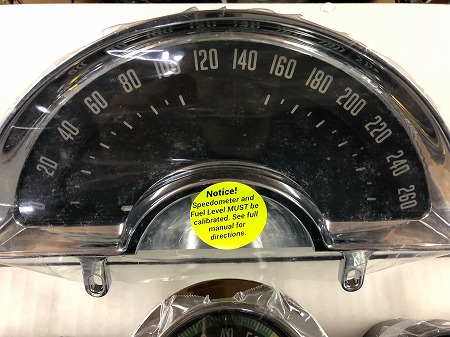 20 40 60 80 100 120 140 160 180 200 220 240 260
Notice!
Speedometer and
Fuel Level MUST be
calibrated. See full
manual for
directions.
40